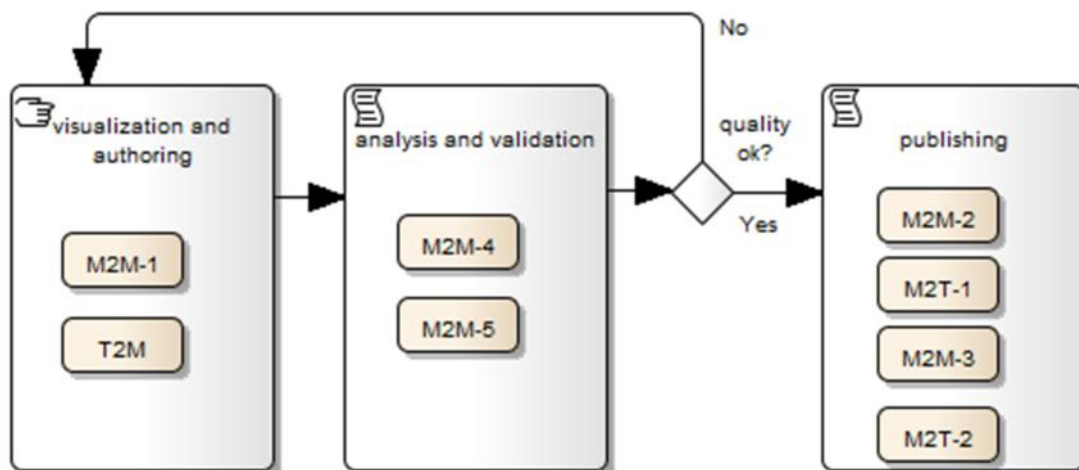 No
visualization and
authoring
M2M-1
T2M
analysis and validation
M2M-4
M2M-5
quality
ok?
Yes
publishing
M2M-2
M2T-1
M2M-3
M2T-2